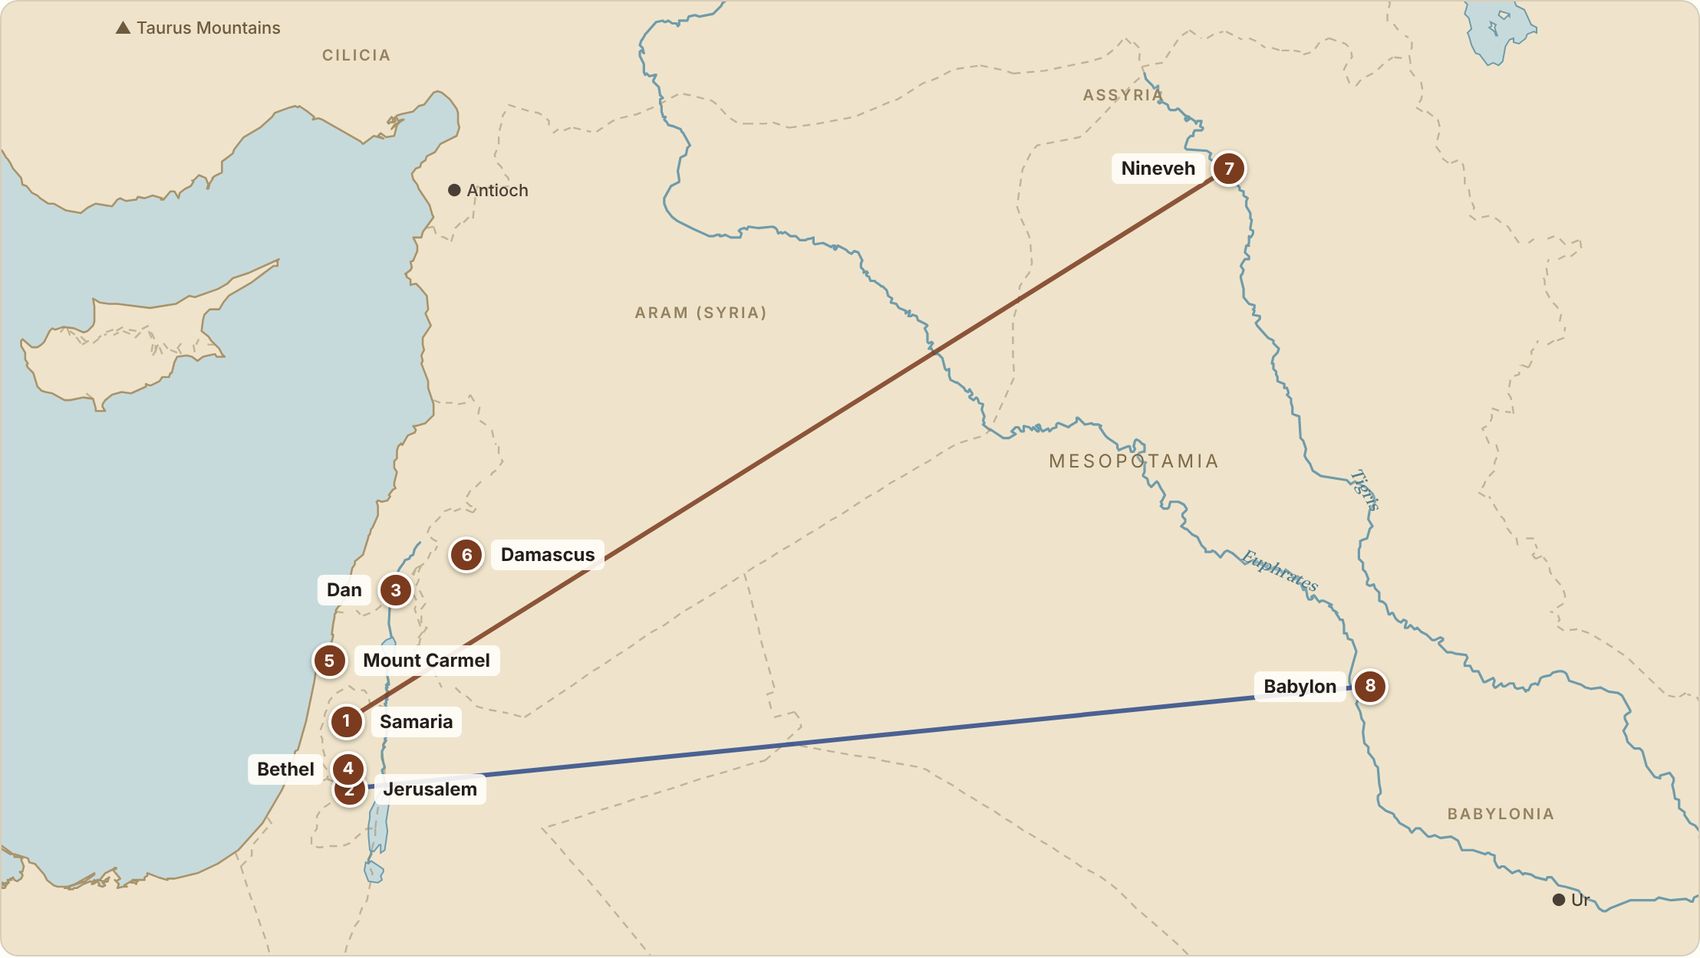 Taurus Mountains
CILICIA
ASSYRIA
Nineveh 7
Antioch
ARAM (SYRIA)
MESOPOTAMIA
Tigris
6 Damascus
Euphrates
Dan 3
5 Mount Carmel
Babylon 8
1 Samaria
Bethel 4
2 Jerusalem
BABYLONIA
Ur